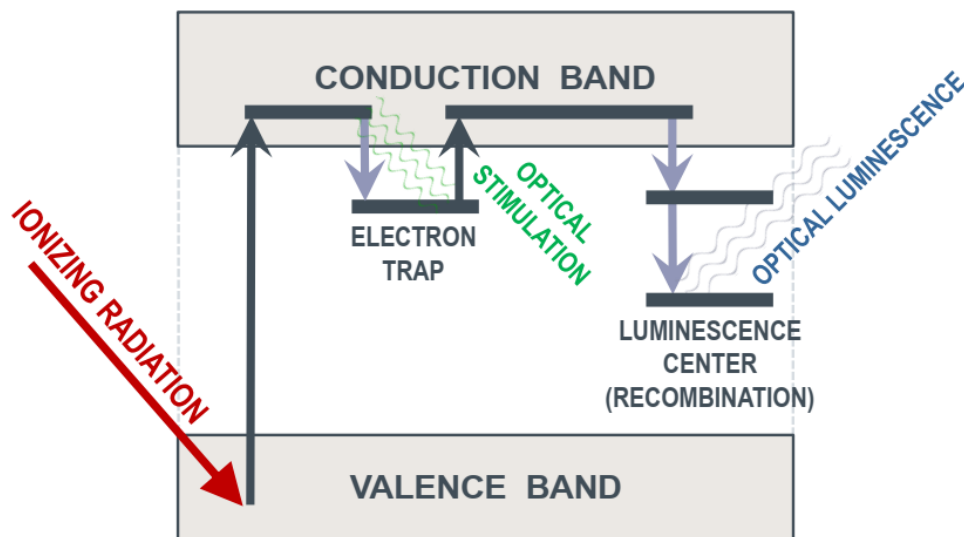 CONDUCTION BAND
OPTICAL
STIMULATION
ELECTRON
TRAP
OPTICAL LUMINESCENCE
IONIZING RADIATION
LUMINESCENCE
CENTER
(RECOMBINATION)
VALENCE BAND